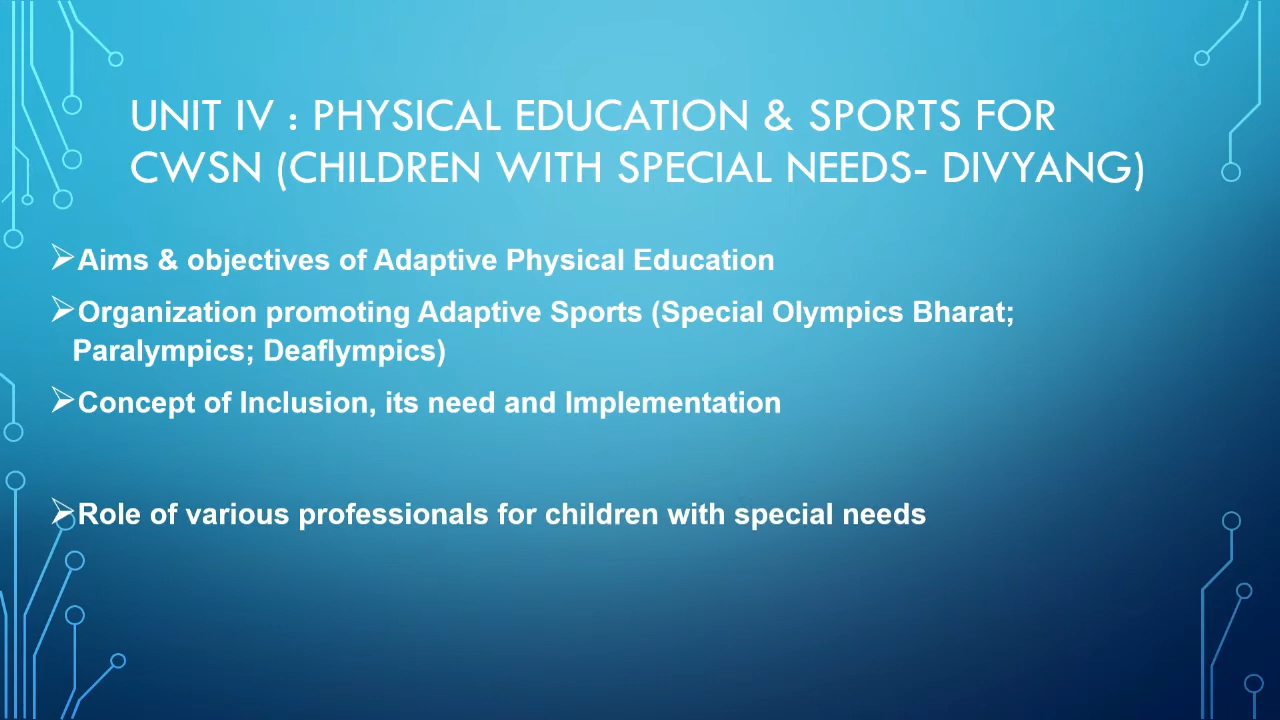 UNIT IV : PHYSICAL EDUCATION & SPORTS FOR
CWSN (CHILDREN WITH SPECIAL NEEDS- DIVYANG)
➢Aims & objectives of Adaptive Physical Education
➢Organization promoting Adaptive Sports (Special Olympics Bharat;
Paralympics; Deaflympics)
➢Concept of Inclusion, its need and Implementation
➢Role of various professionals for children with special needs